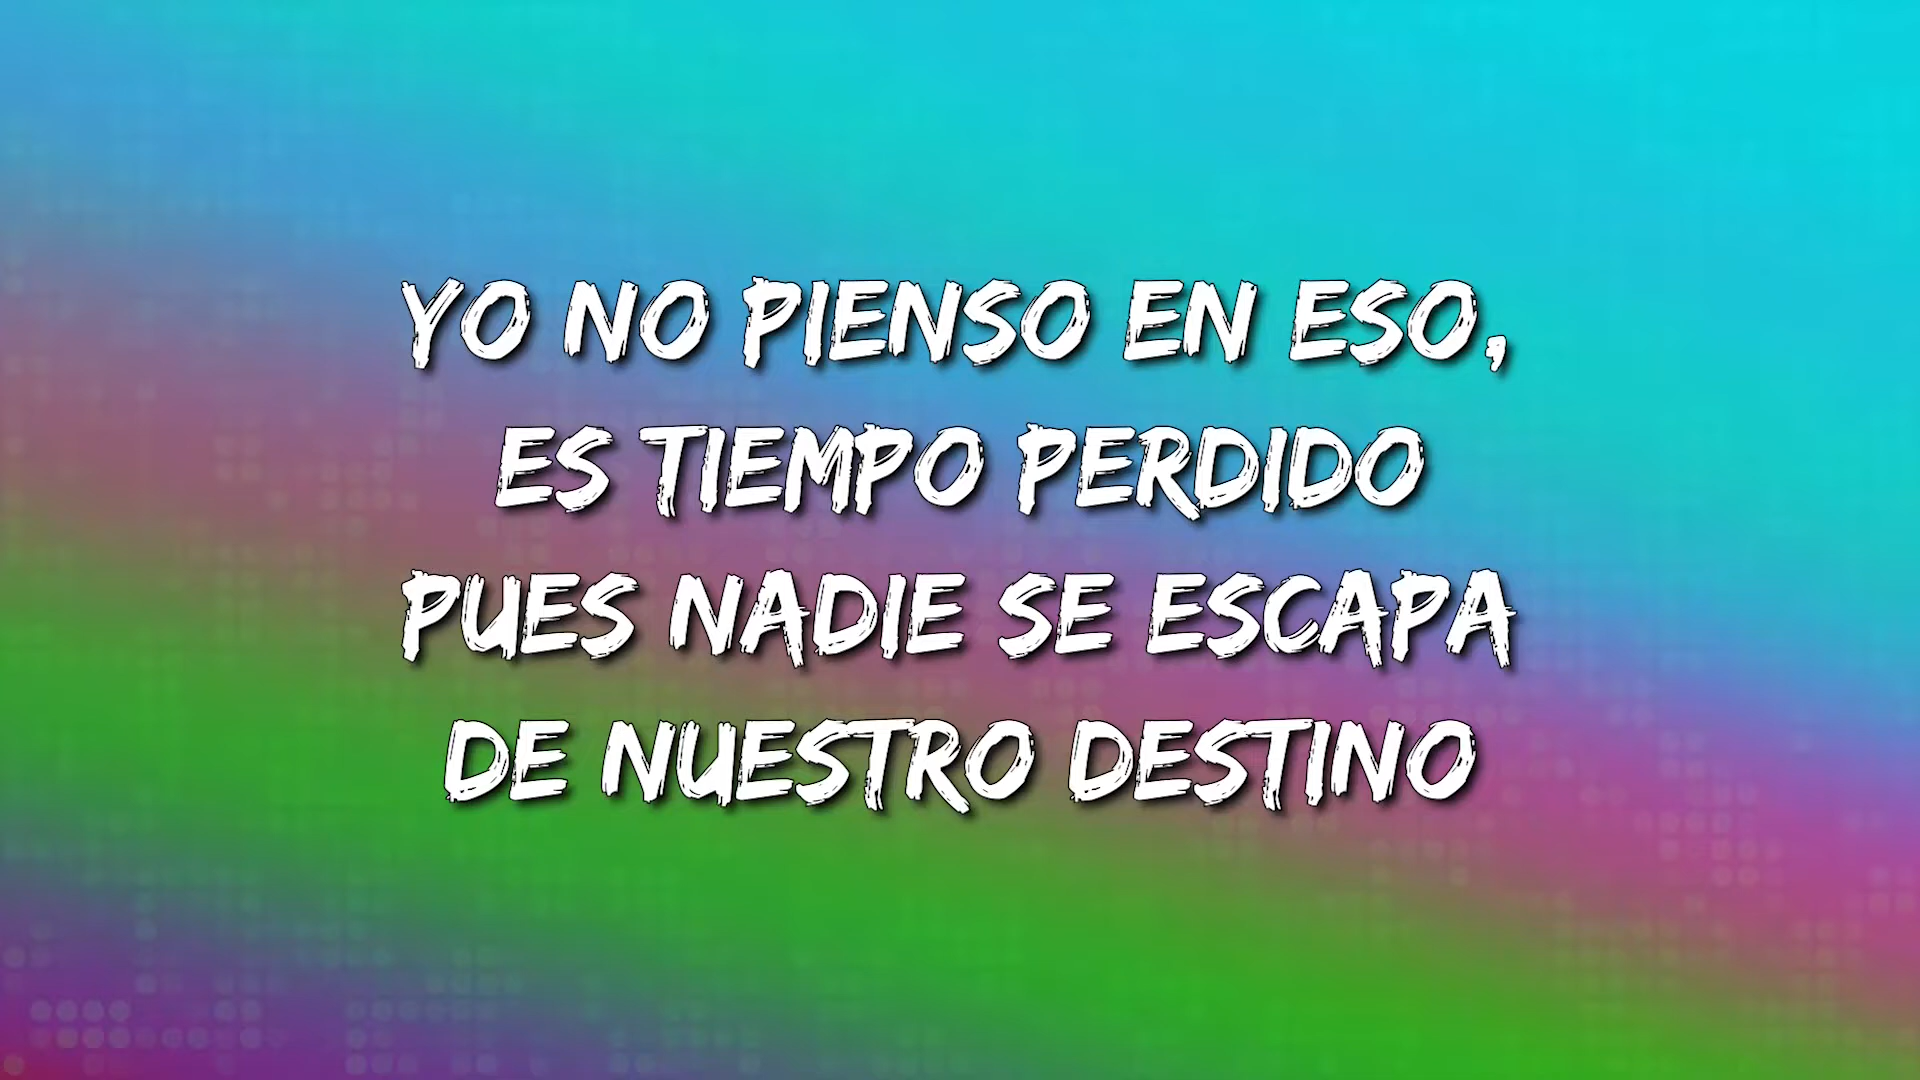 YO NO PIENSO EN ESO,
ES TIEMPO PERDIDO
PUES NADIE SE ESCAPA
DE NUESTRO DESTINO